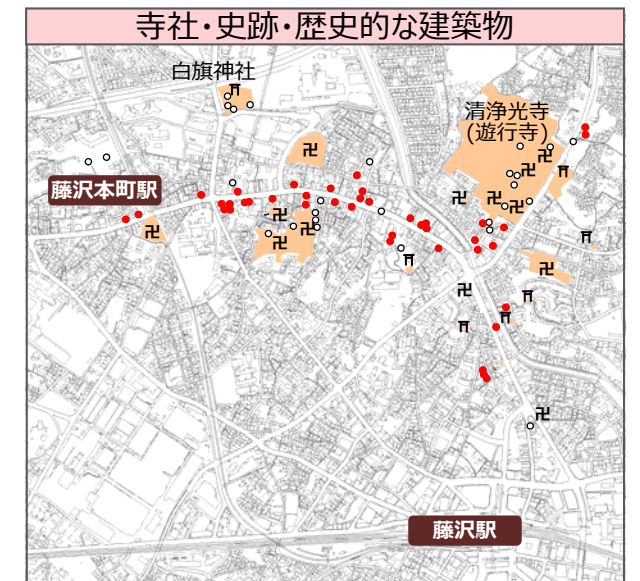 寺社・史跡・歴史的な建築物
白旗神社
清浄光寺
(遊行寺)
藤沢本町駅
藤沢駅